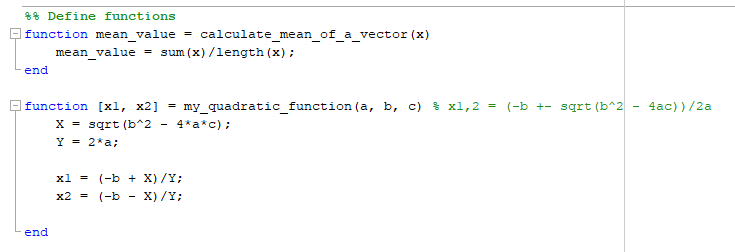 %% Define functions
function mean_value = calculate_mean_of_a_vector(x)
mean_value = sum(x)/length(x);
end
function [x1, x2] = my_quadratic_function(a, b, c) % x1,2 = (-b +- sqrt(b^2 - 4ac))/2a
X = sqrt(b^2 - 4*a*c);
Y = 2*a;
x1 = (-b + X)/Y;
x2 = (-b - X)/Y;
end